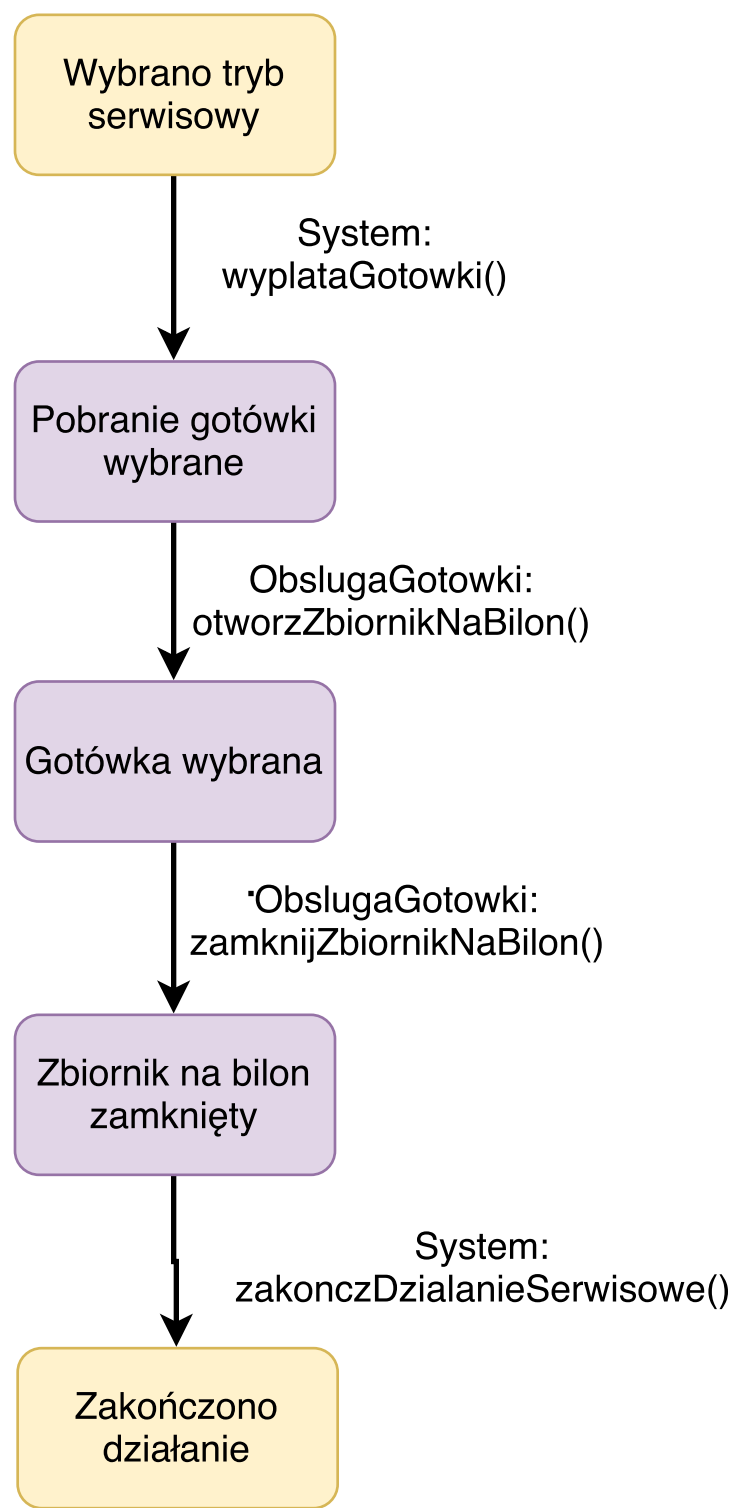 Wybrano tryb
serwisowy
System:
wyplataGotowki()
Pobranie gotówki
wybrane
ObslugaGotowki:
otworzZbiornikNaBilon()
Gotówka wybrana
ObslugaGotowki:
zamknijZbiornikNaBilon()
Zbiornik na bilon
zamknięty
System:
zakonczDzialanieSerwisowe()
Zakończono
działanie